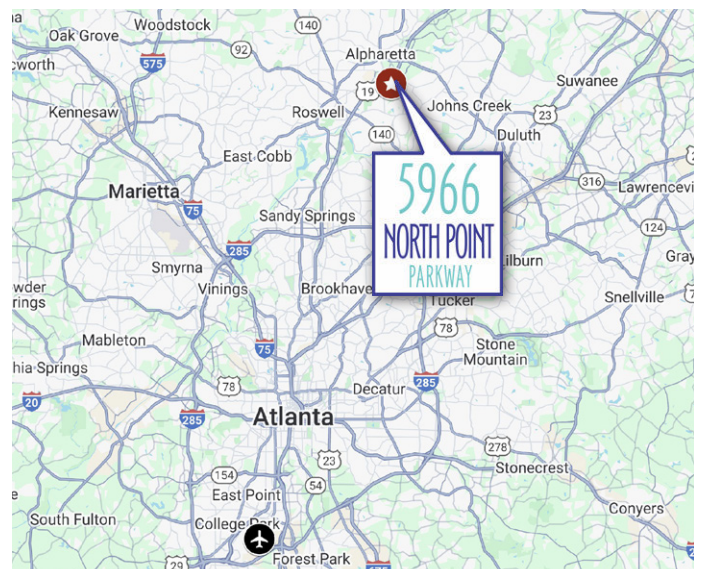 a
Woodstock
140
Oak Grove
92
Alpharetta
cworth
575
19
Suwanee
Kennesaw
Roswell
Johns Creek
23
140
Duluth
East Cobb
5966
NORTH POINT
PARKWAY
316
Lawrencevi
Marietta
75
Sandy Springs
124
285
Smyrna
ilburn
Gray
wder
rings
Vinings
Brookhave
Tucker
Snellville
78
Mableton
75
Stone
Mountain
hia Springs
78
Decatur
285
20
285
Atlanta
278
23
Stonecrest
154
54
East Point
e
Conyers
South Fulton
College Park
29
Forest Park